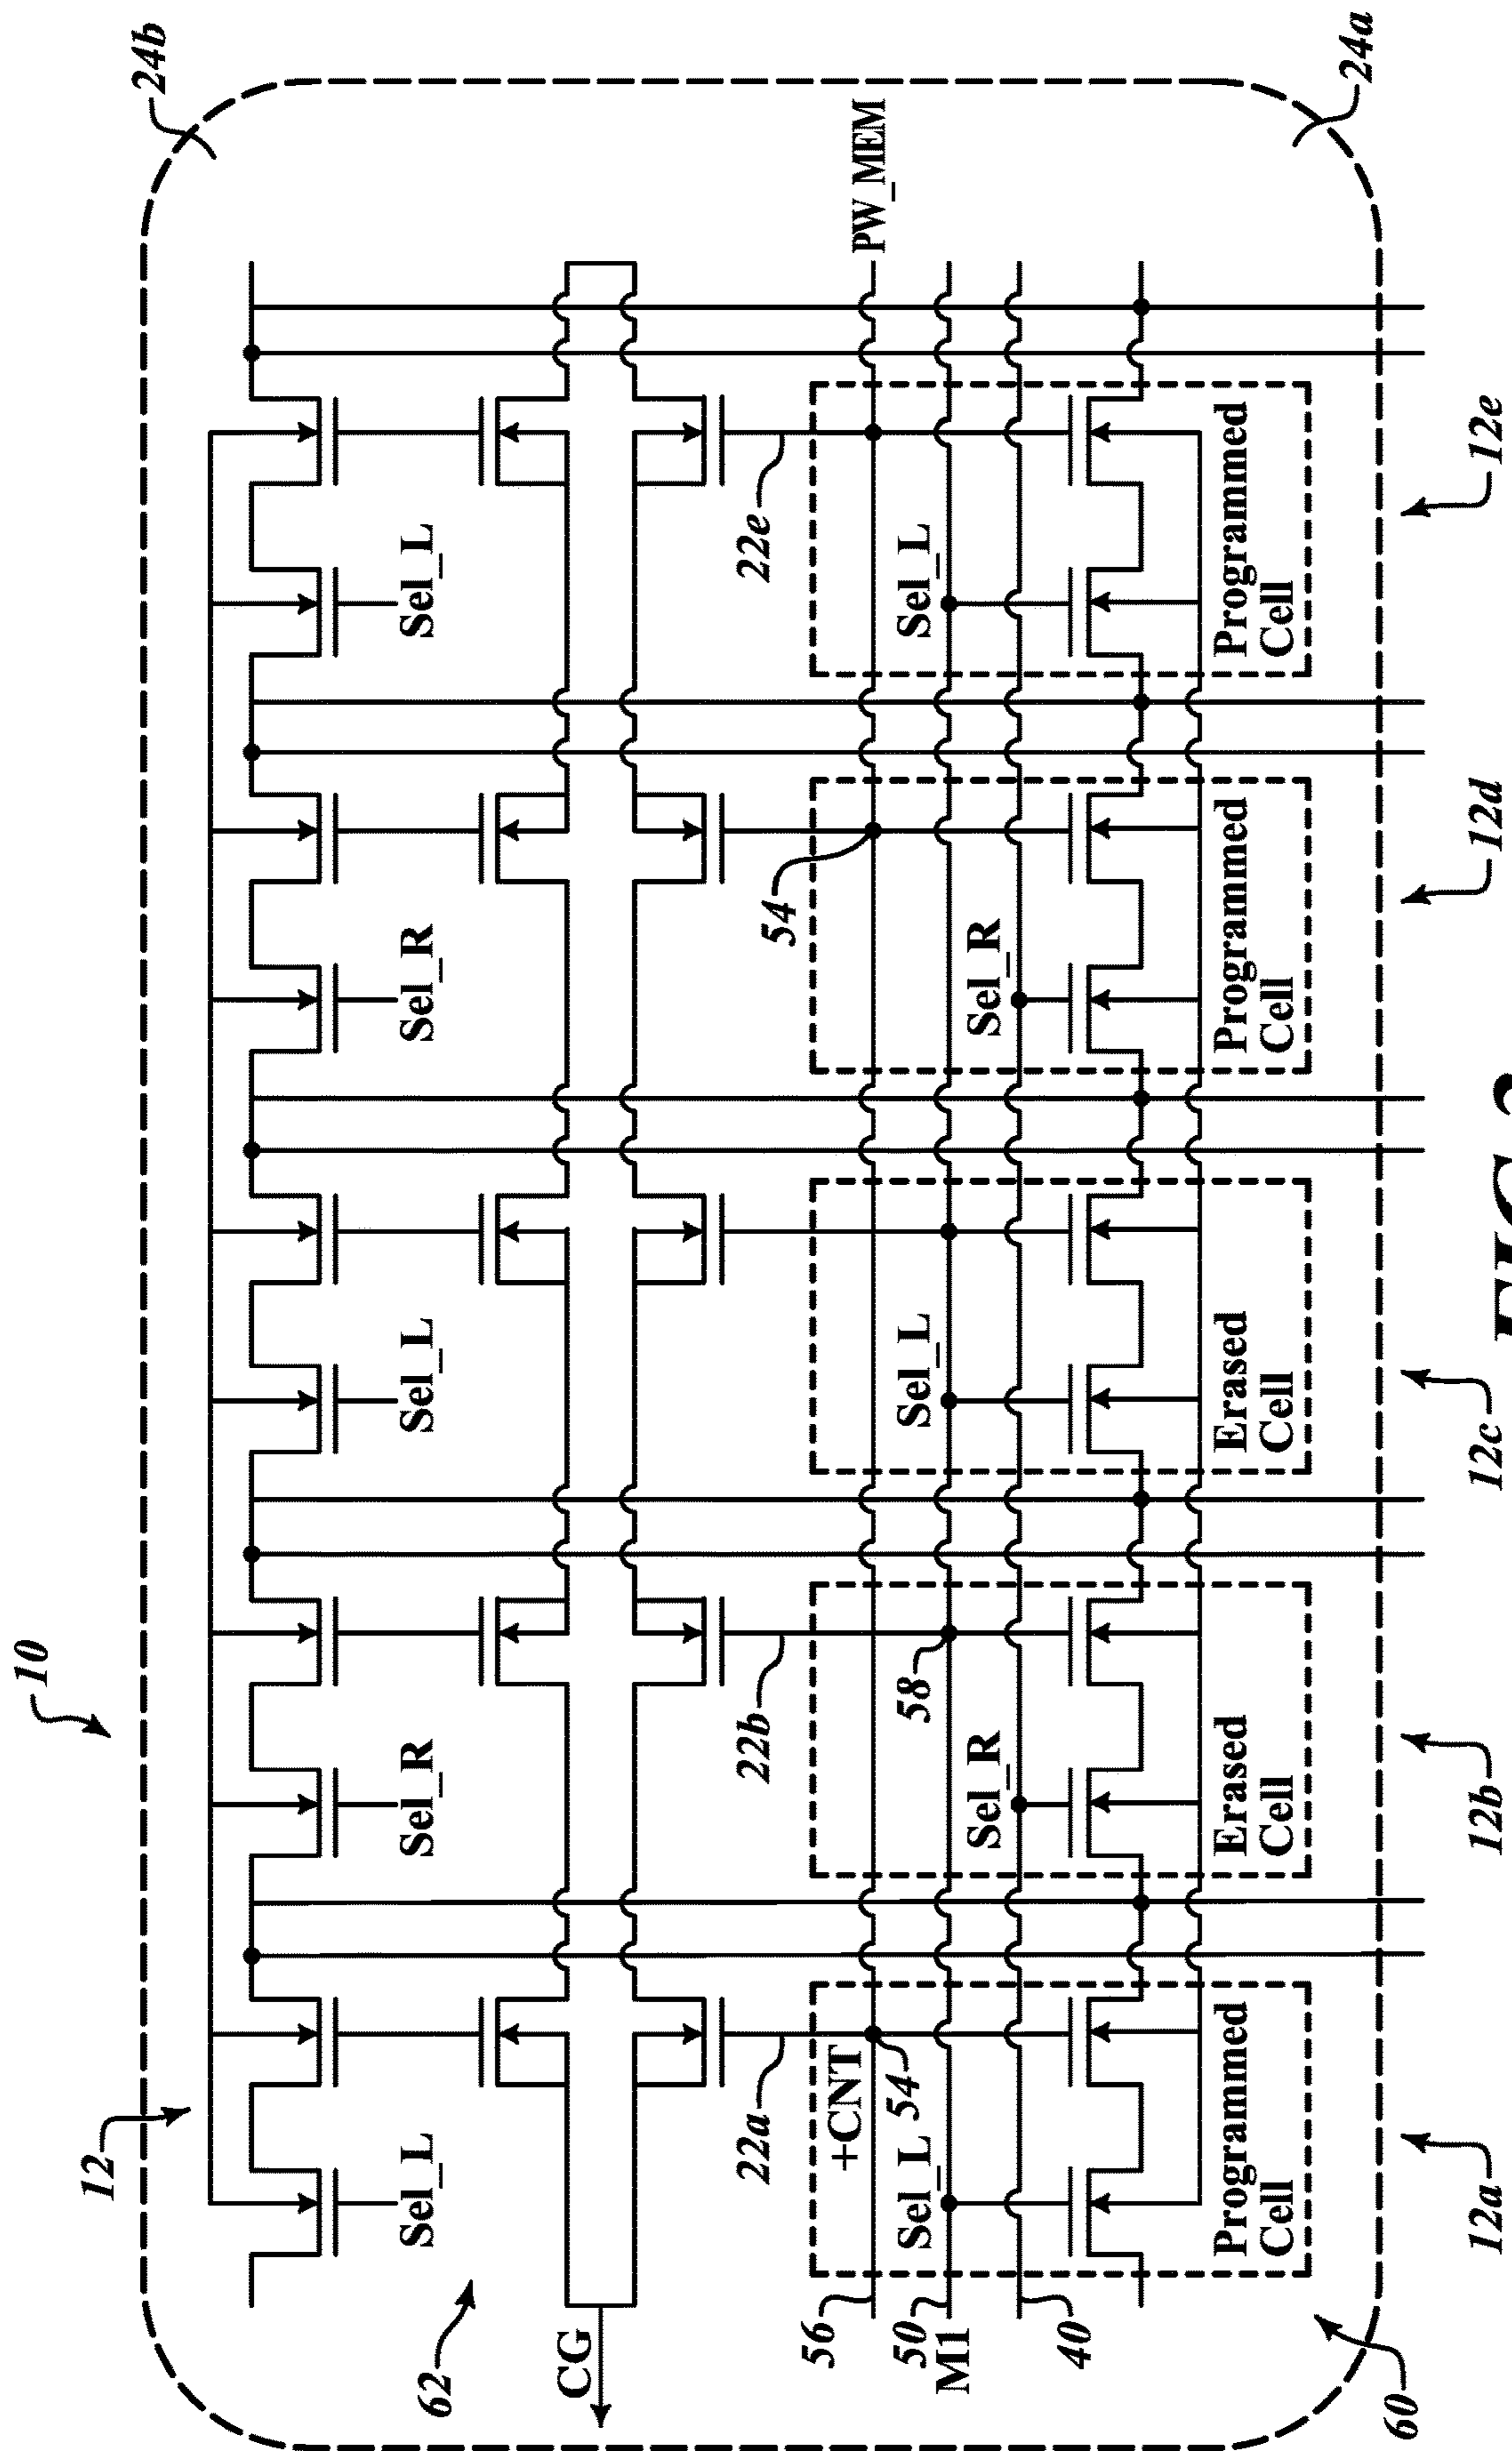 10
12
24b
24a
62
60
CG
Sel_L
Sel_R
Sel_L
Sel_R
Sel_L
22a
22b
22e
54
+CNT
54
58
56
PW_MEM
50
M1
40
Sel_L
Sel_R
Sel_L
Sel_R
Sel_L
Programmed
Cell
Erased
Cell
Erased
Cell
Programmed
Cell
Programmed
Cell
12a
12b
12c
12d
12e